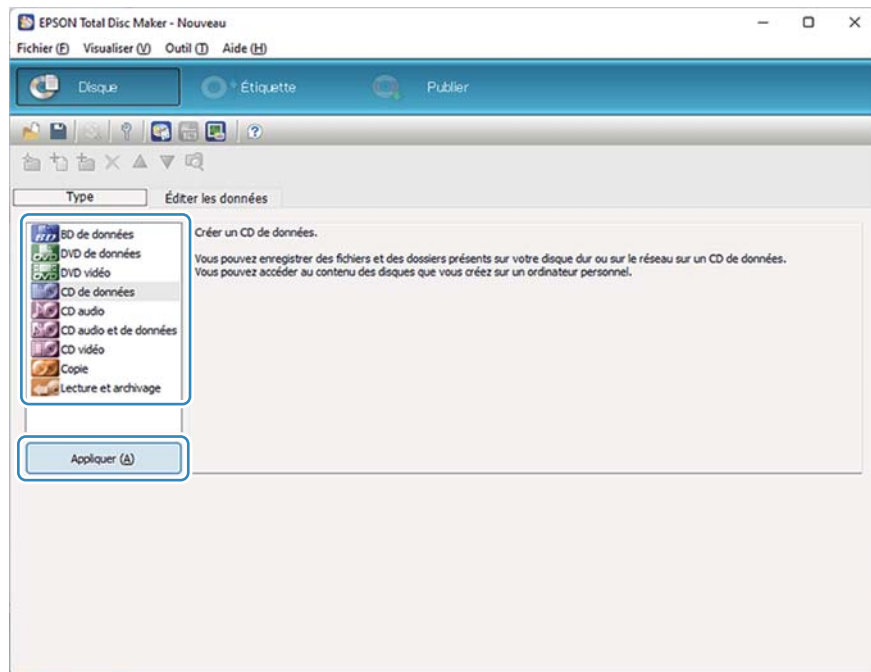 EPSON Total Disc Maker - Nouveau
Fichier (F) Visualiser (V) Outil (T) Aide (H)
Disque Étiquette Publier
Type Éditer les données
BD de données
DVD de données
DVD vidéo
CD de données
CD audio
CD audio et de données
CD vidéo
Copie
Lecture et archivage
Appliquer (A)
Créer un CD de données.
Vous pouvez enregistrer des fichiers et des dossiers présents sur votre disque dur ou sur le réseau sur un CD de données.
Vous pouvez accéder au contenu des disques que vous créez sur un ordinateur personnel.